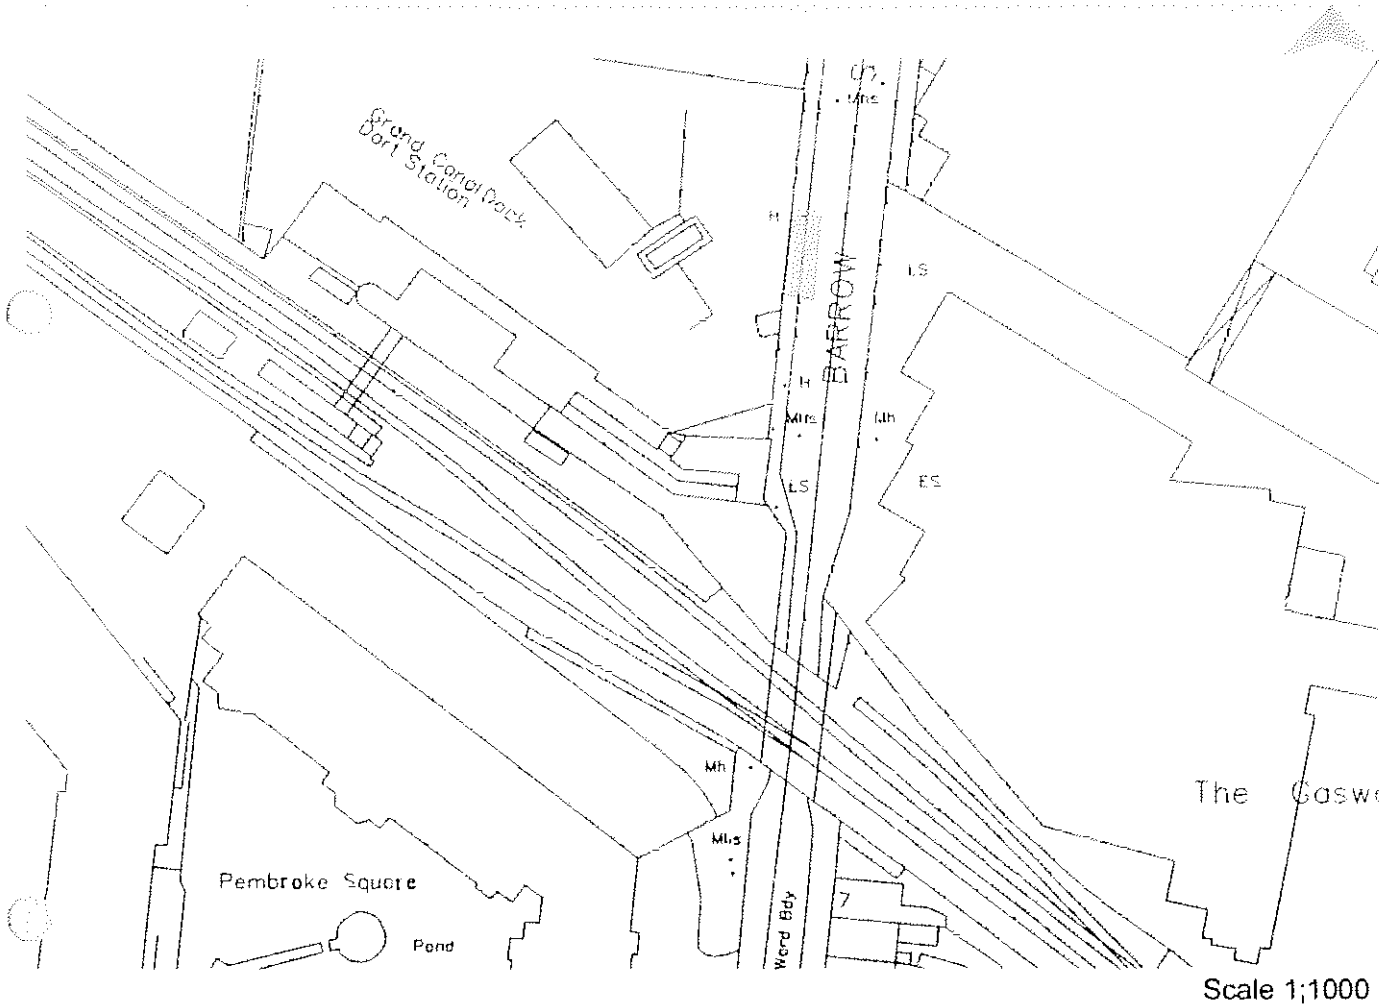 Mhs
Grand Canal Dock
Dart Station
H
BARROW
LS
H
Mhs
Mh
LS
ES
Mh
The Gaswo
Mhs
Pembroke Square
7
Ward Bdy
Pond
Scale 1;1000